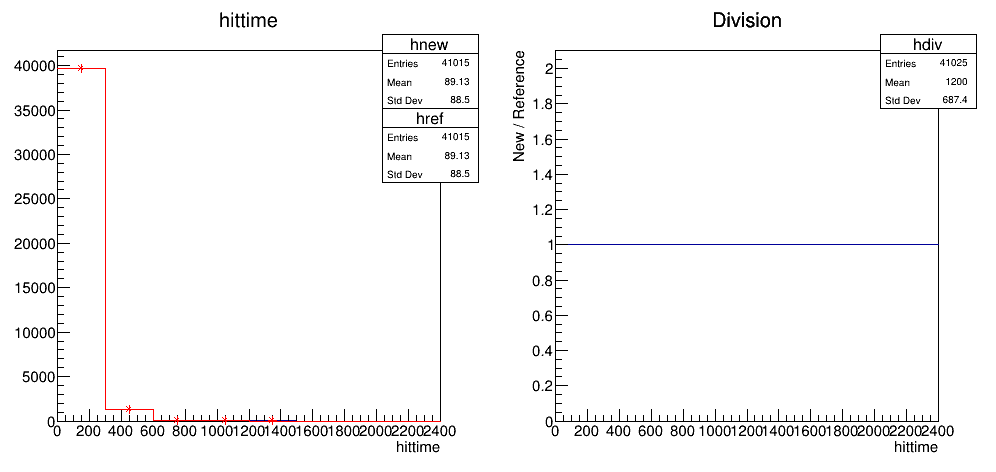 hittime
hnew
Entries 41015
Mean 89.13
Std Dev 88.5
href
Entries 41015
Mean 89.13
Std Dev 88.5
40000
35000
30000
25000
20000
15000
10000
5000
0
0 200 400 600 800 1000 1200 1400 1600 1800 2000 2200 2400
hittime
Division
hdiv
Entries 41025
Mean 1200
Std Dev 687.4
New / Reference
2
1.8
1.6
1.4
1.2
1
0.8
0.6
0.4
0.2
0
0 200 400 600 800 1000 1200 1400 1600 1800 2000 2200 2400
hittime